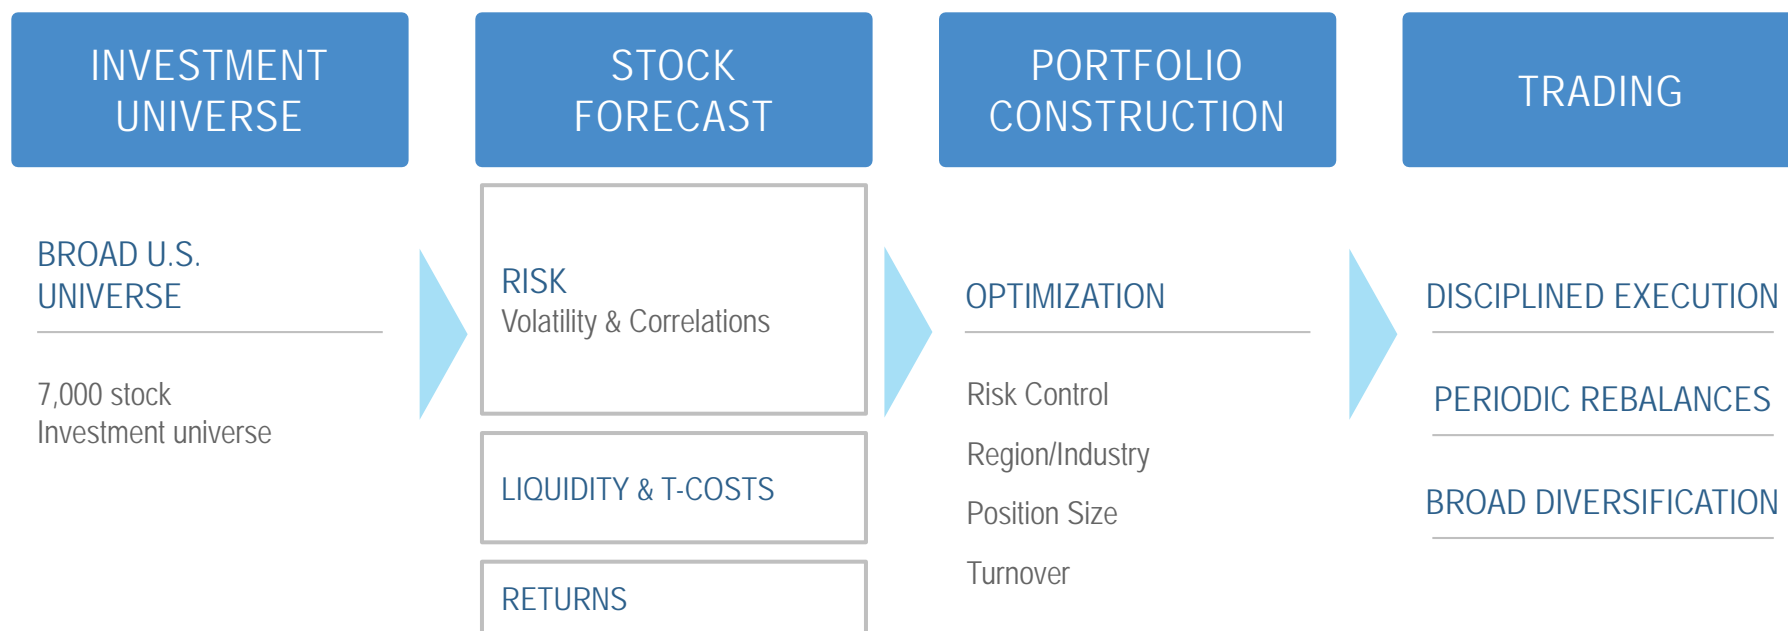 INVESTMENT
UNIVERSE
BROAD U.S.
UNIVERSE
7,000 stock
Investment universe
STOCK
FORECAST
RISK
Volatility & Correlations
LIQUIDITY & T-COSTS
RETURNS
PORTFOLIO
CONSTRUCTION
OPTIMIZATION
Risk Control
Region/Industry
Position Size
Turnover
TRADING
DISCIPLINED EXECUTION
PERIODIC REBALANCES
BROAD DIVERSIFICATION